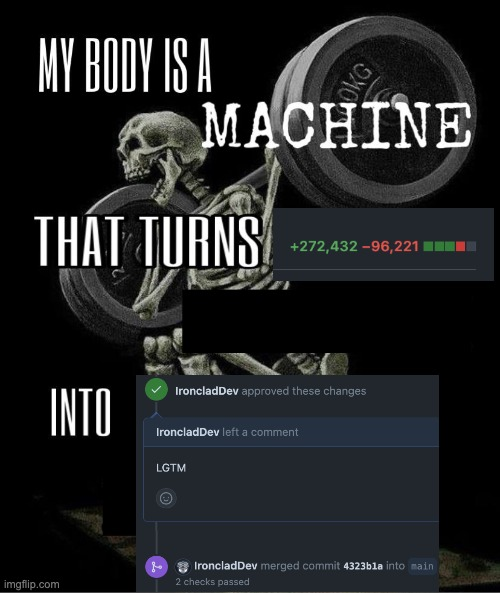 MY BODY IS A
MACHINE
THAT TURNS
+272,432 −96,221
INTO
IroncladDev approved these changes
IroncladDev left a comment
LGTM
IroncladDev merged commit 4323b1a into main
2 checks passed
imgflip.com